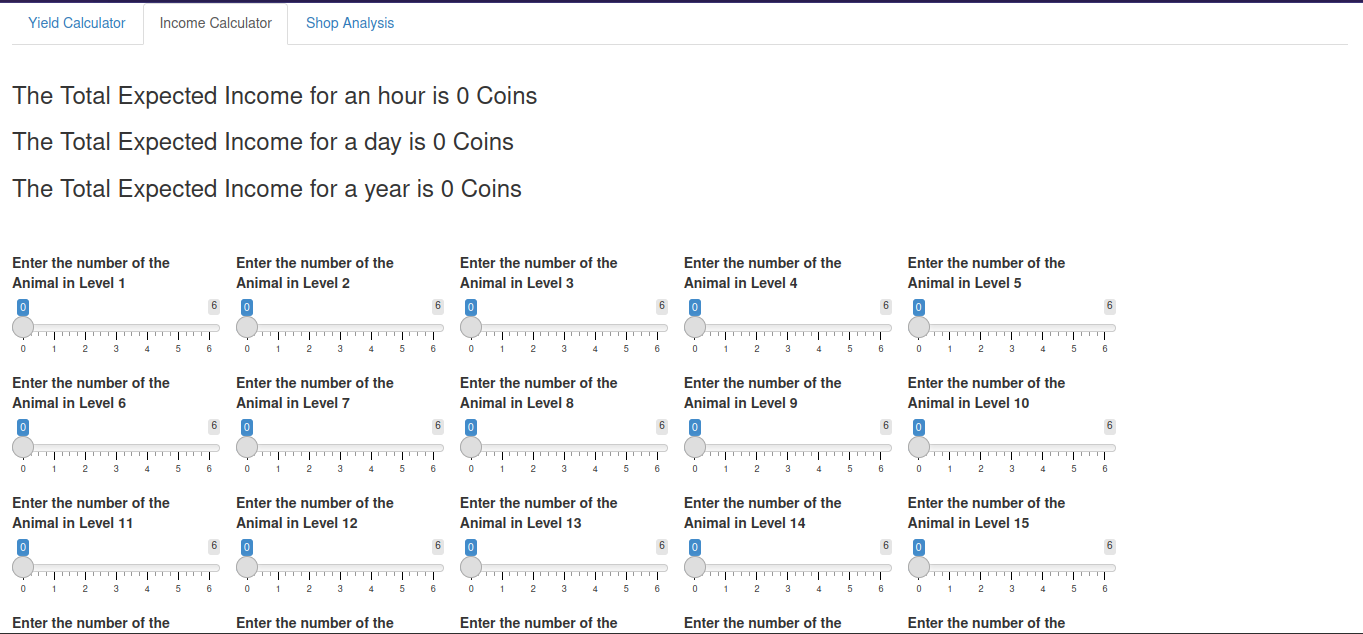 Yield Calculator Income Calculator Shop Analysis
The Total Expected Income for an hour is 0 Coins
The Total Expected Income for a day is 0 Coins
The Total Expected Income for a year is 0 Coins
Enter the number of the Enter the number of the Enter the number of the Enter the number of the Enter the number of the
Animal in Level 1 Animal in Level 2 Animal in Level 3 Animal in Level 4 Animal in Level 5
0 6 0 6 0 6 0 6 0 6
0 1 2 3 4 5 6 0 1 2 3 4 5 6 0 1 2 3 4 5 6 0 1 2 3 4 5 6 0 1 2 3 4 5 6
Enter the number of the Enter the number of the Enter the number of the Enter the number of the Enter the number of the
Animal in Level 6 Animal in Level 7 Animal in Level 8 Animal in Level 9 Animal in Level 10
0 6 0 6 0 6 0 6 0 6
0 1 2 3 4 5 6 0 1 2 3 4 5 6 0 1 2 3 4 5 6 0 1 2 3 4 5 6 0 1 2 3 4 5 6
Enter the number of the Enter the number of the Enter the number of the Enter the number of the Enter the number of the
Animal in Level 11 Animal in Level 12 Animal in Level 13 Animal in Level 14 Animal in Level 15
0 6 0 6 0 6 0 6 0 6
0 1 2 3 4 5 6 0 1 2 3 4 5 6 0 1 2 3 4 5 6 0 1 2 3 4 5 6 0 1 2 3 4 5 6
Enter the number of the Enter the number of the Enter the number of the Enter the number of the Enter the number of the